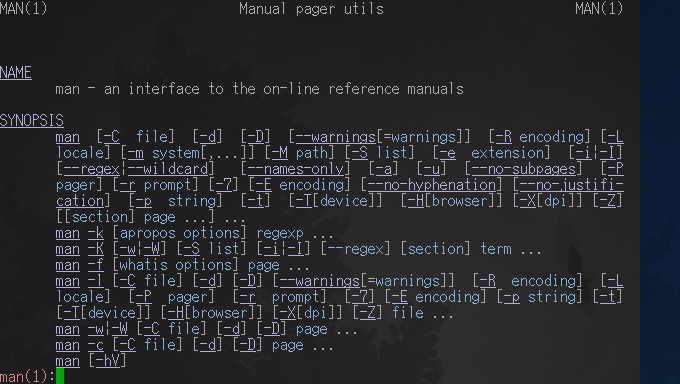 MAN(1) Manual pager utils MAN(1)
NAME
man - an interface to the on-line reference manuals
SYNOPSIS
man [-C file] [-d] [-D] [--warnings[=warnings]] [-R encoding] [-L
locale] [-m system[,...]] [-M path] [-S list] [-e extension] [-i|-I]
[--regex|--wildcard] [--names-only] [-a] [-u] [--no-subpages] [-P
pager] [-r prompt] [-7] [-E encoding] [--no-hyphenation] [--no-justifi-
cation] [-p string] [-t] [-T[device]] [-H[browser]] [-X[dpi]] [-Z]
[[section] page ...] ...
man -k [apropos options] regexp ...
man -K [-w|-W] [-S list] [-i|-I] [--regex] [section] term ...
man -f [whatis options] page ...
man -l [-C file] [-d] [-D] [--warnings[=warnings]] [-R encoding] [-L
locale] [-P pager] [-r prompt] [-7] [-E encoding] [-p string] [-t]
[-T[device]] [-H[browser]] [-X[dpi]] [-Z] file ...
man -w|-W [-C file] [-d] [-D] page ...
man -c [-C file] [-d] [-D] page ...
man [-hV]
man(1):